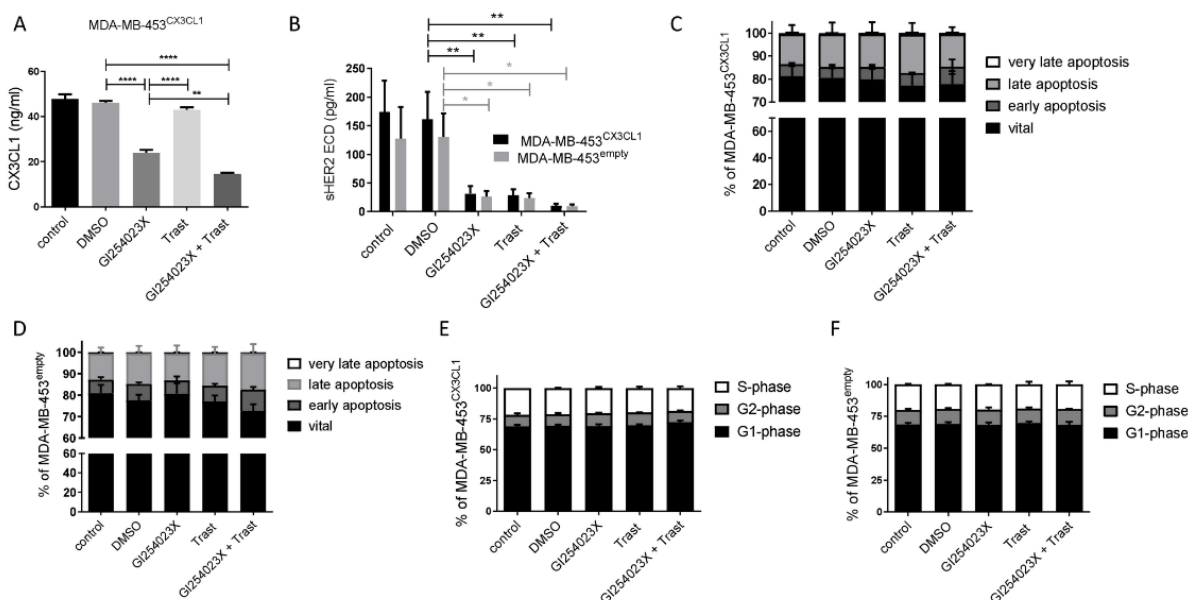 A
MDA-MB-453CX3CL1
CX3CL1 (ng/ml)
60
40
20
0
****
**** ****
**
control
DMSO
GI254023X
Trast
GI254023X + Trast
B
sHER2 ECD (pg/ml)
250
200
150
100
50
0
**
**
**
*
*
*
MDA-MB-453CX3CL1
MDA-MB-453empty
control
DMSO
GI254023X
Trast
GI254023X + Trast
C
% of MDA-MB-453CX3CL1
100
90
80
70
60
40
20
0
very late apoptosis
late apoptosis
early apoptosis
vital
control
DMSO
GI254023X
Trast
GI254023X + Trast
D
% of MDA-MB-453empty
100
90
80
70
60
60
40
20
0
very late apoptosis
late apoptosis
early apoptosis
vital
control
DMSO
GI254023X
Trast
GI254023X + Trast
E
% of MDA-MB-453CX3CL1
100
75
50
25
0
S-phase
G2-phase
G1-phase
control
DMSO
GI254023X
Trast
GI254023X + Trast
F
% of MDA-MB-453empty
100
75
50
25
0
S-phase
G2-phase
G1-phase
control
DMSO
GI254023X
Trast
GI254023X + Trast